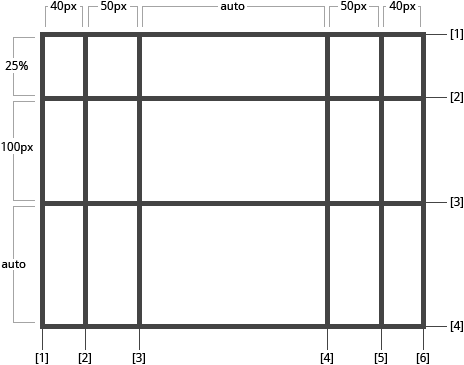 40px 50px auto 50px 40px
[1]
25%
[2]
100px
[3]
auto
[4]
[1] [2] [3] [4] [5] [6]